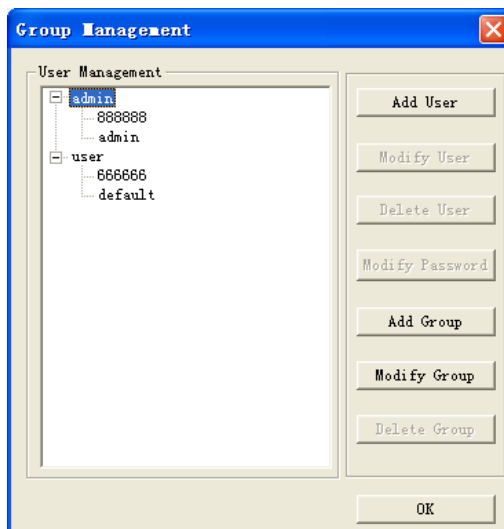 Group Management
User Management
admin
888888
admin
user
666666
default
Add User
Modify User
Delete User
Modify Password
Add Group
Modify Group
Delete Group
OK